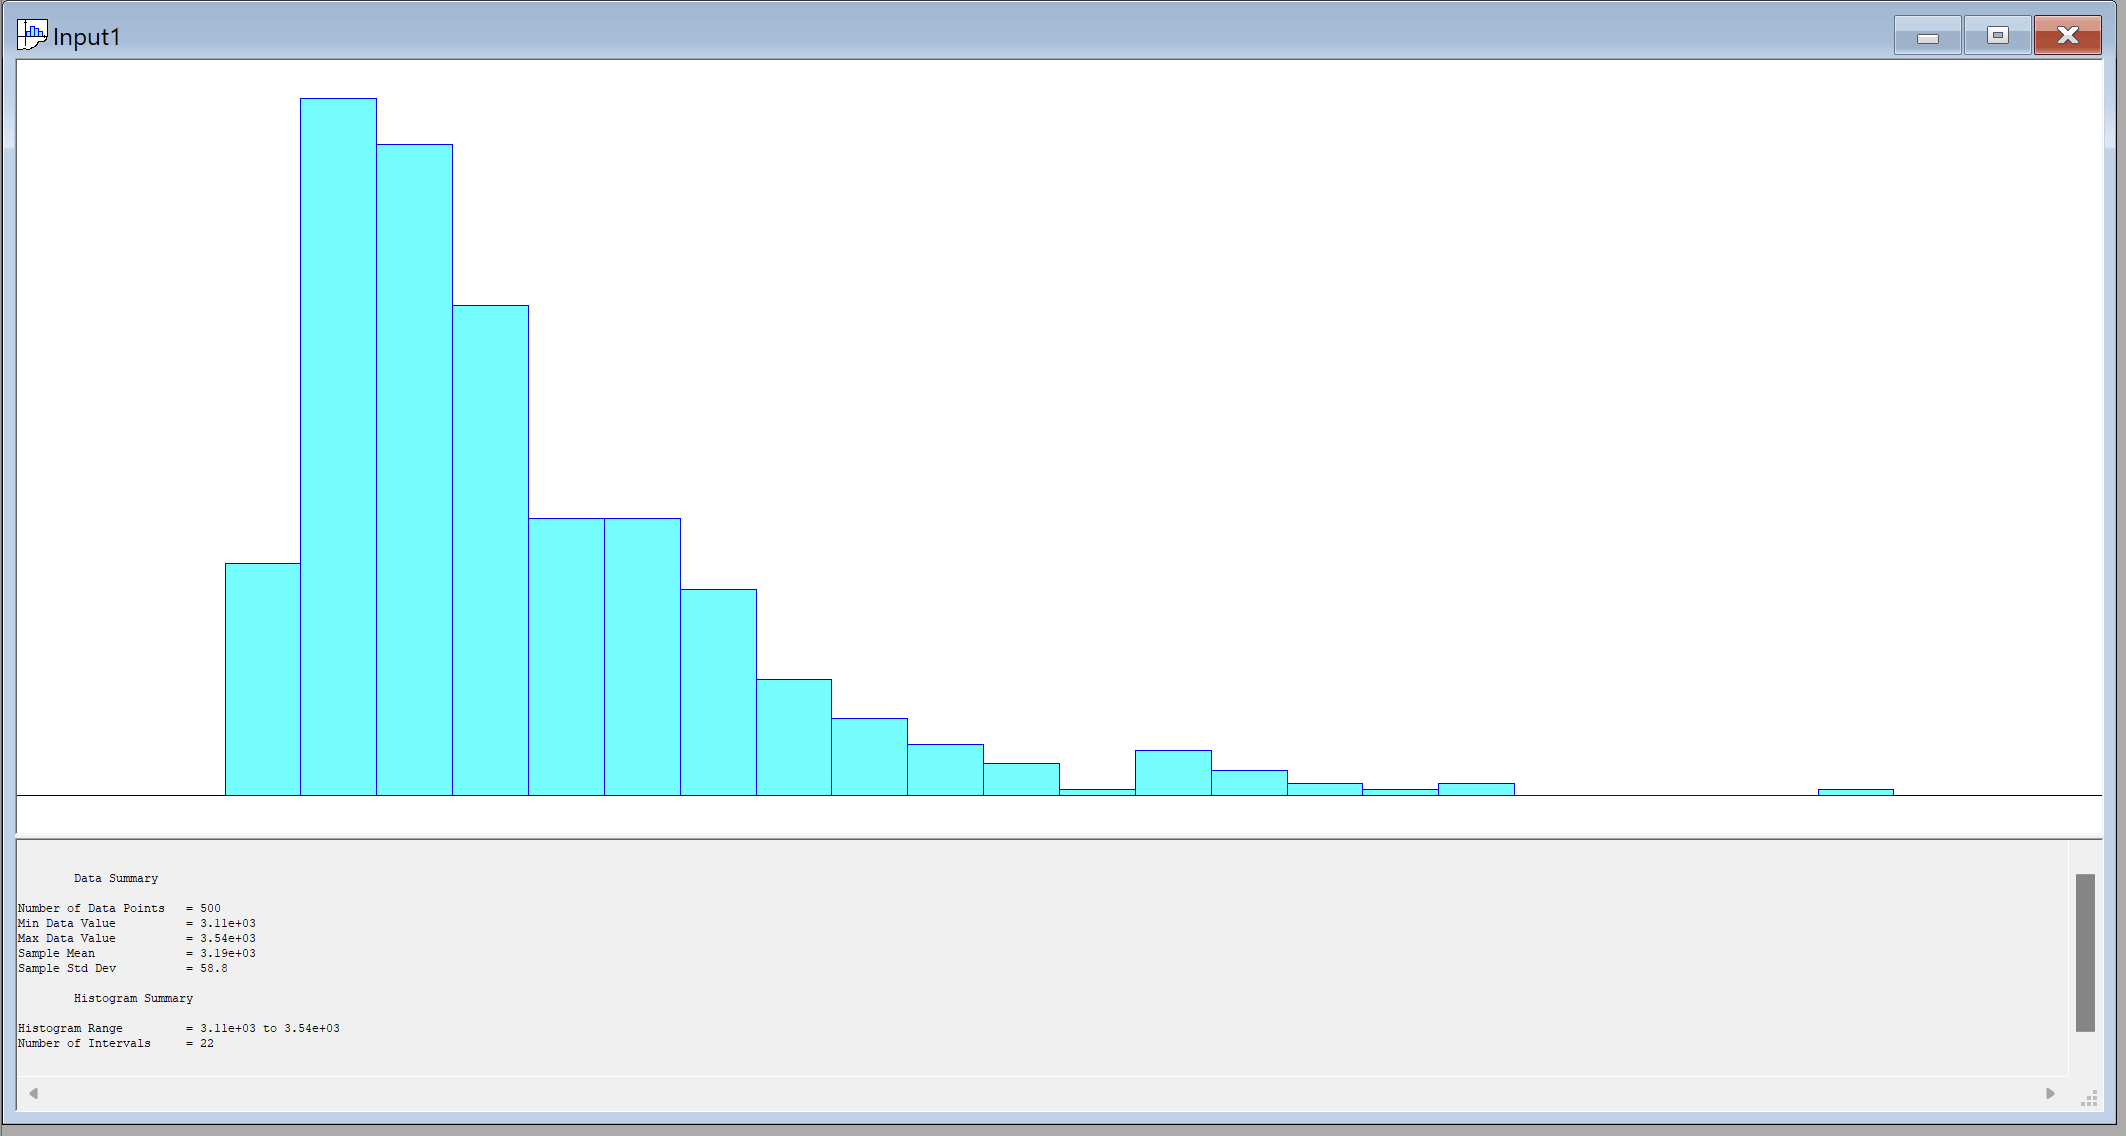 Input1
Data Summary
Number of Data Points = 500
Min Data Value = 3.11e+03
Max Data Value = 3.54e+03
Sample Mean = 3.19e+03
Sample Std Dev = 58.8
Histogram Summary
Histogram Range = 3.11e+03 to 3.54e+03
Number of Intervals = 22